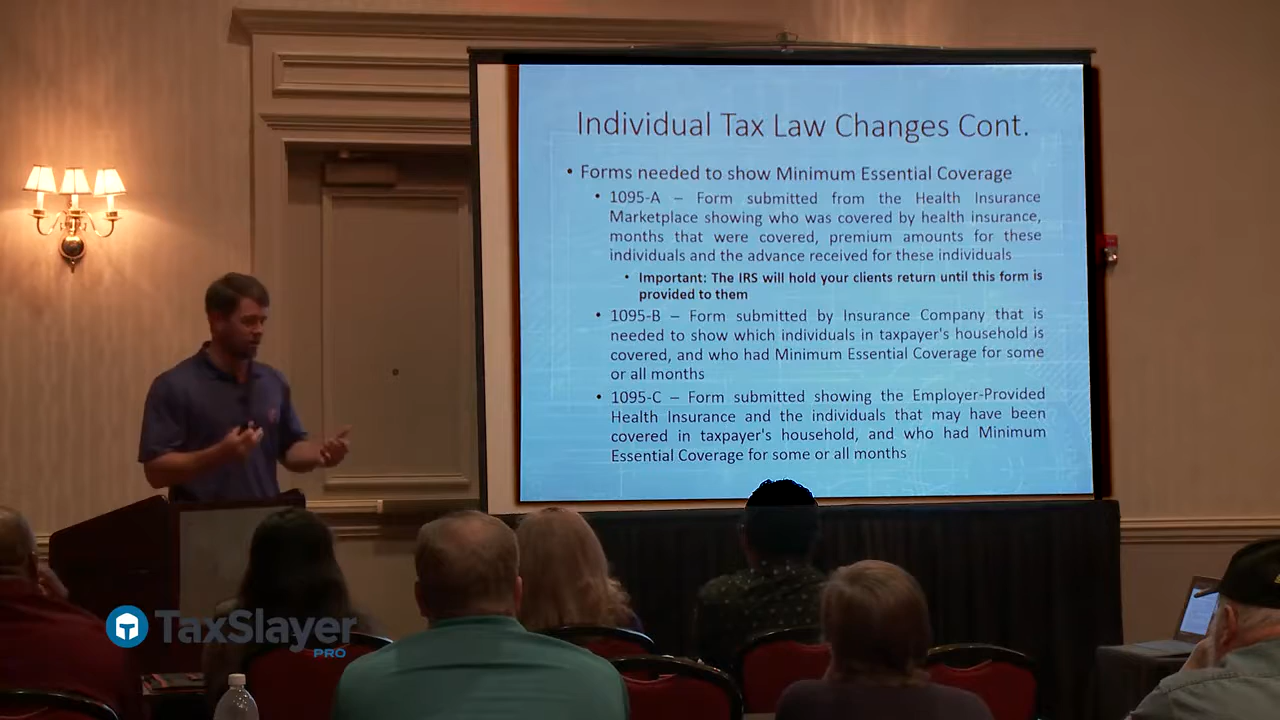 Individual Tax Law Changes Cont.
• Forms needed to show Minimum Essential Coverage
• 1095-A – Form submitted from the Health Insurance
Marketplace showing who was covered by health insurance,
months that were covered, premium amounts for these
individuals and the advance received for these individuals
• Important: The IRS will hold your clients return until this form is
provided to them
• 1095-B – Form submitted by Insurance Company that is
needed to show which individuals in taxpayer's household is
covered, and who had Minimum Essential Coverage for some
or all months
• 1095-C – Form submitted showing the Employer-Provided
Health Insurance and the individuals that may have been
covered in taxpayer's household, and who had Minimum
Essential Coverage for some or all months
TaxSlayer
PRO